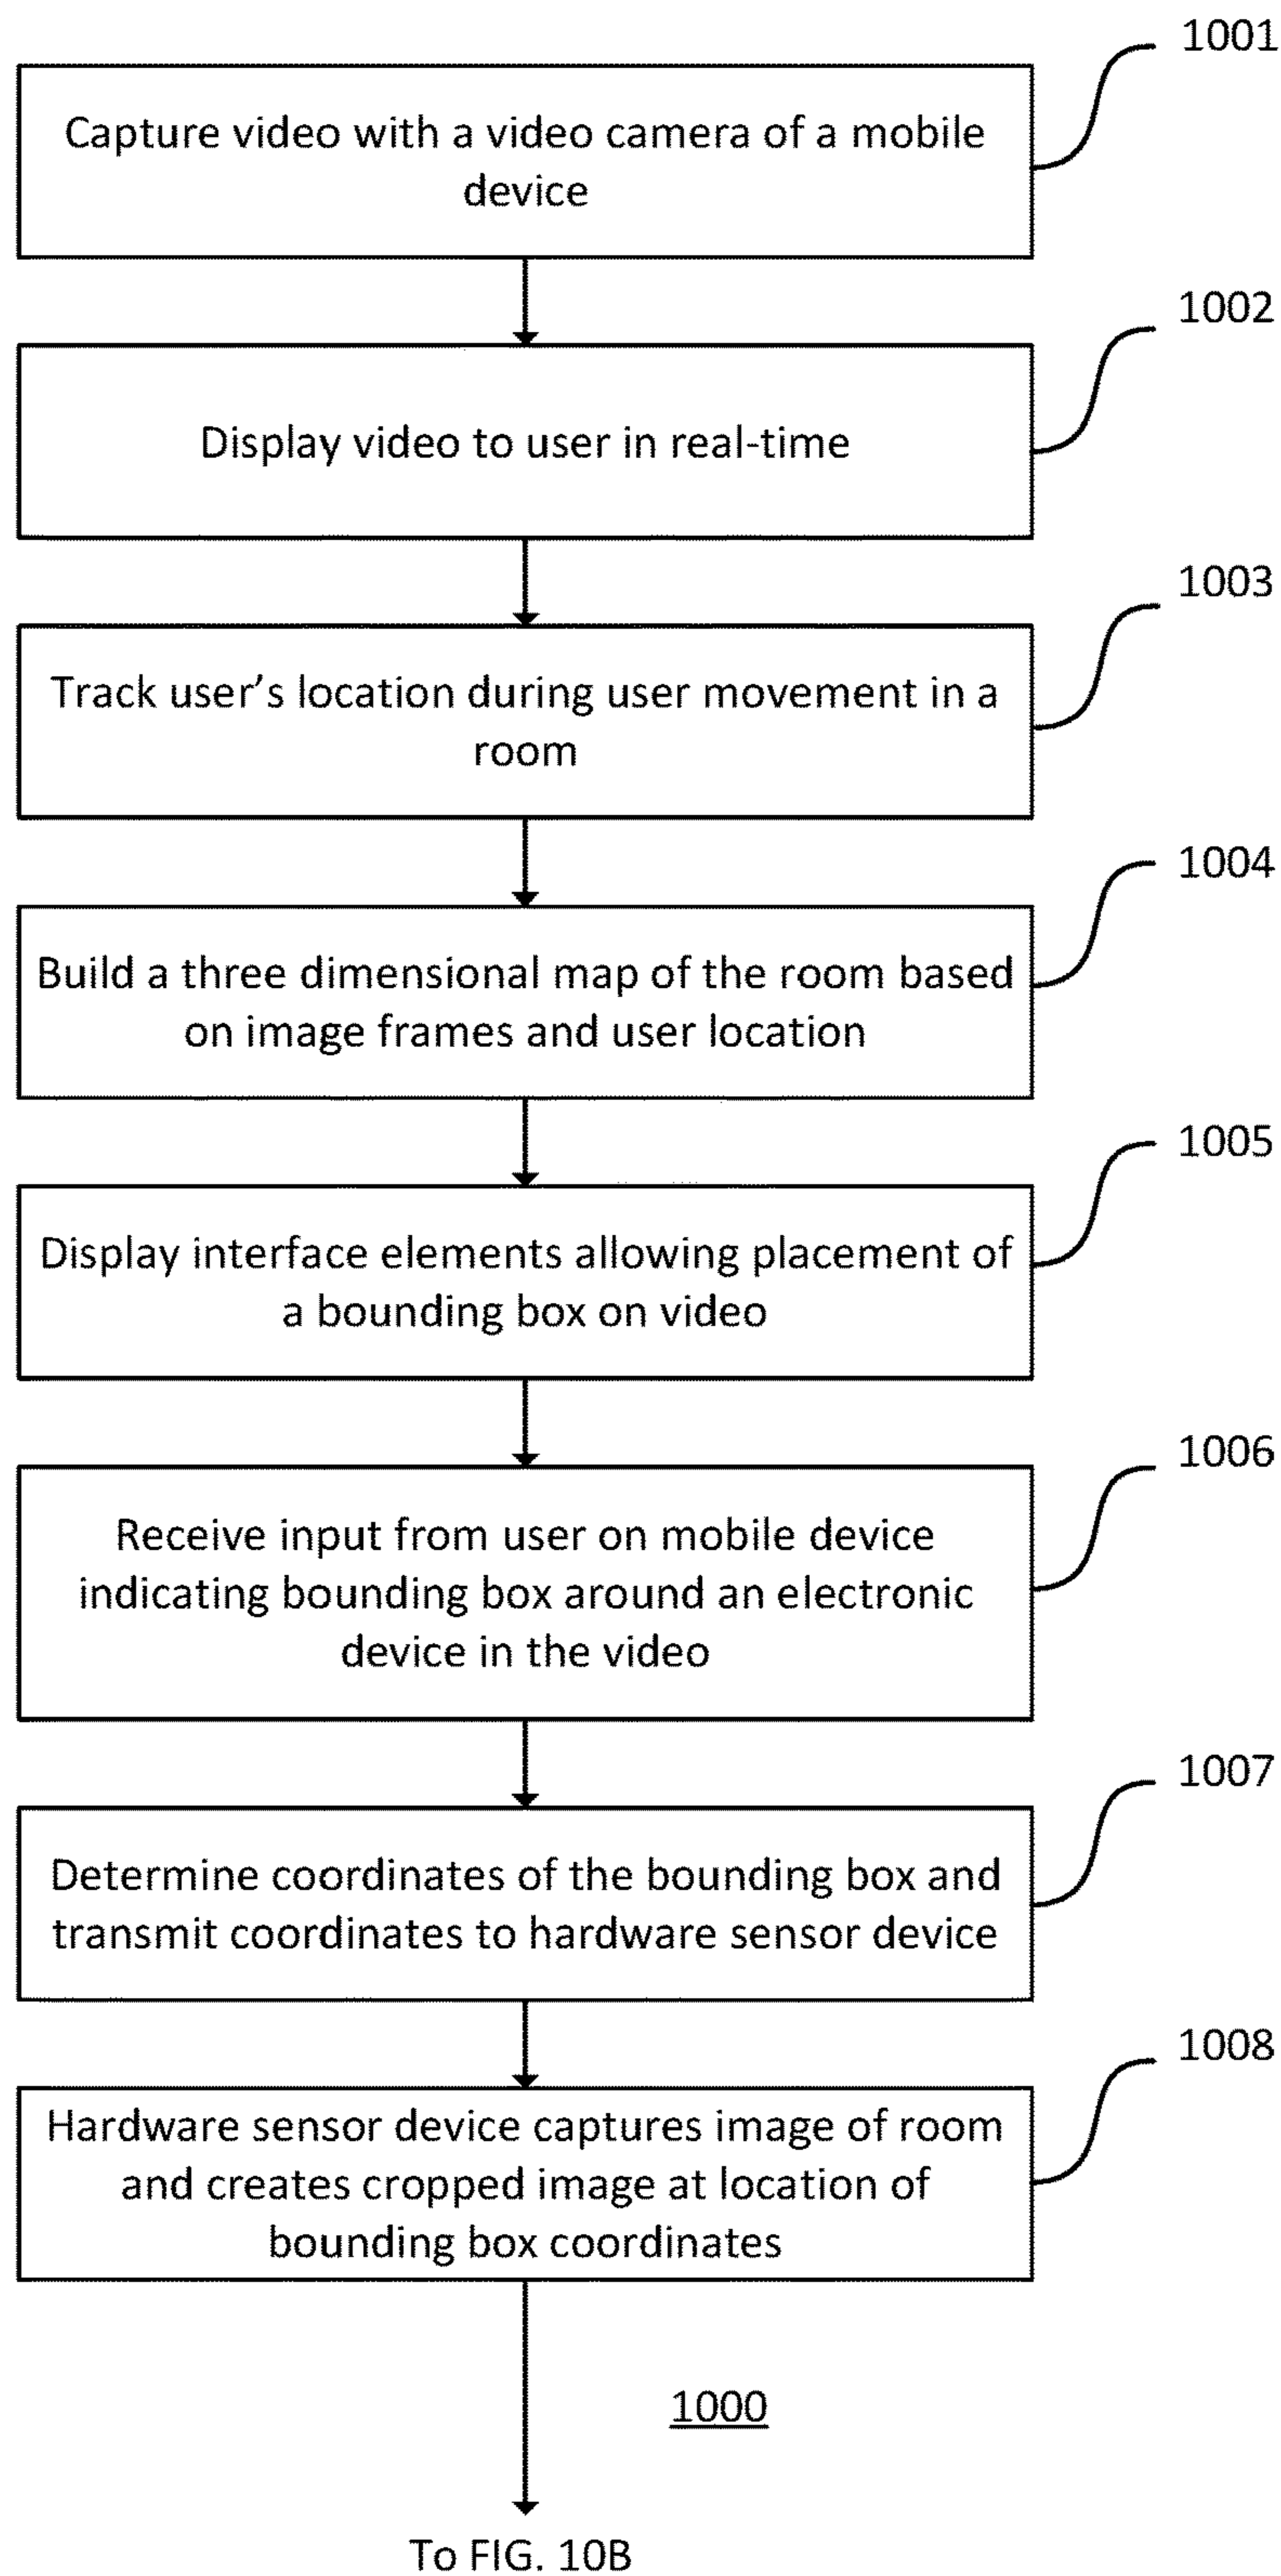 1001
Capture video with a video camera of a mobile
device
1002
Display video to user in real-time
1003
Track user's location during user movement in a
room
1004
Build a three dimensional map of the room based
on image frames and user location
1005
Display interface elements allowing placement of
a bounding box on video
1006
Receive input from user on mobile device
indicating bounding box around an electronic
device in the video
1007
Determine coordinates of the bounding box and
transmit coordinates to hardware sensor device
1008
Hardware sensor device captures image of room
and creates cropped image at location of
bounding box coordinates
1000
To FIG. 10B